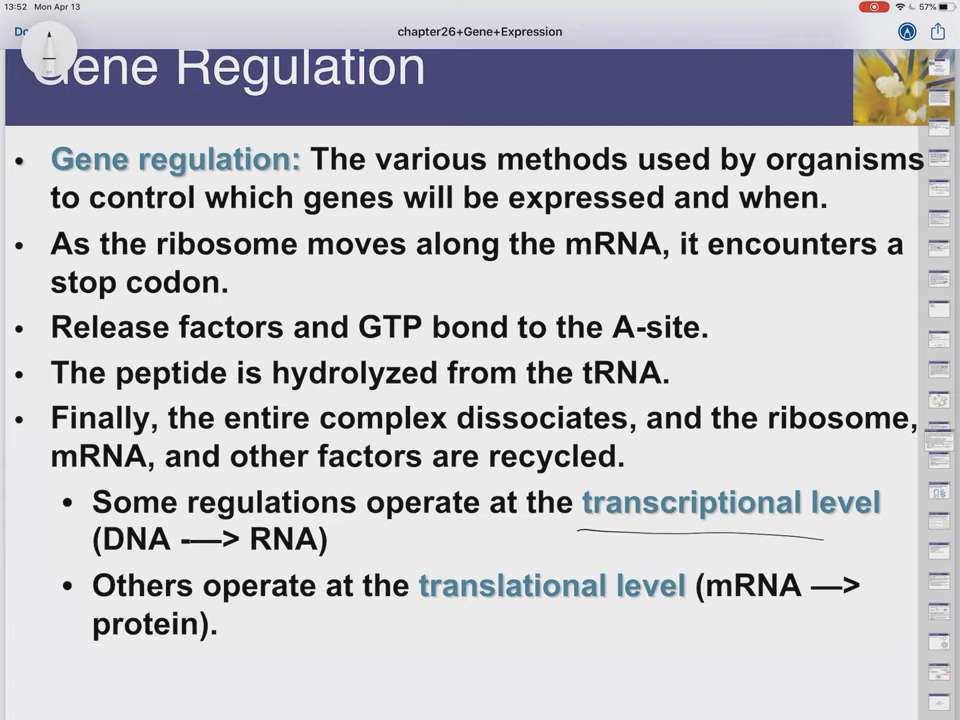 13:52 Mon Apr 13
57%
chapter26+Gene+Expression
Gene Regulation
• Gene regulation: The various methods used by organisms
to control which genes will be expressed and when.
• As the ribosome moves along the mRNA, it encounters a
stop codon.
• Release factors and GTP bond to the A-site.
• The peptide is hydrolyzed from the tRNA.
• Finally, the entire complex dissociates, and the ribosome,
mRNA, and other factors are recycled.
• Some regulations operate at the transcriptional level
(DNA -—> RNA)
• Others operate at the translational level (mRNA —>
protein).